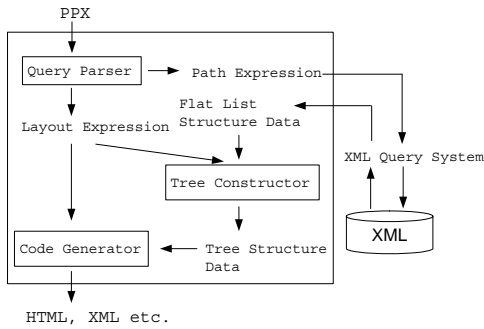 PPX
Query Parser
Path Expression
Flat List
Structure Data
Layout Expression
XML Query System
Tree Constructor
XML
Code Generator
Tree Structure
Data
HTML, XML etc.